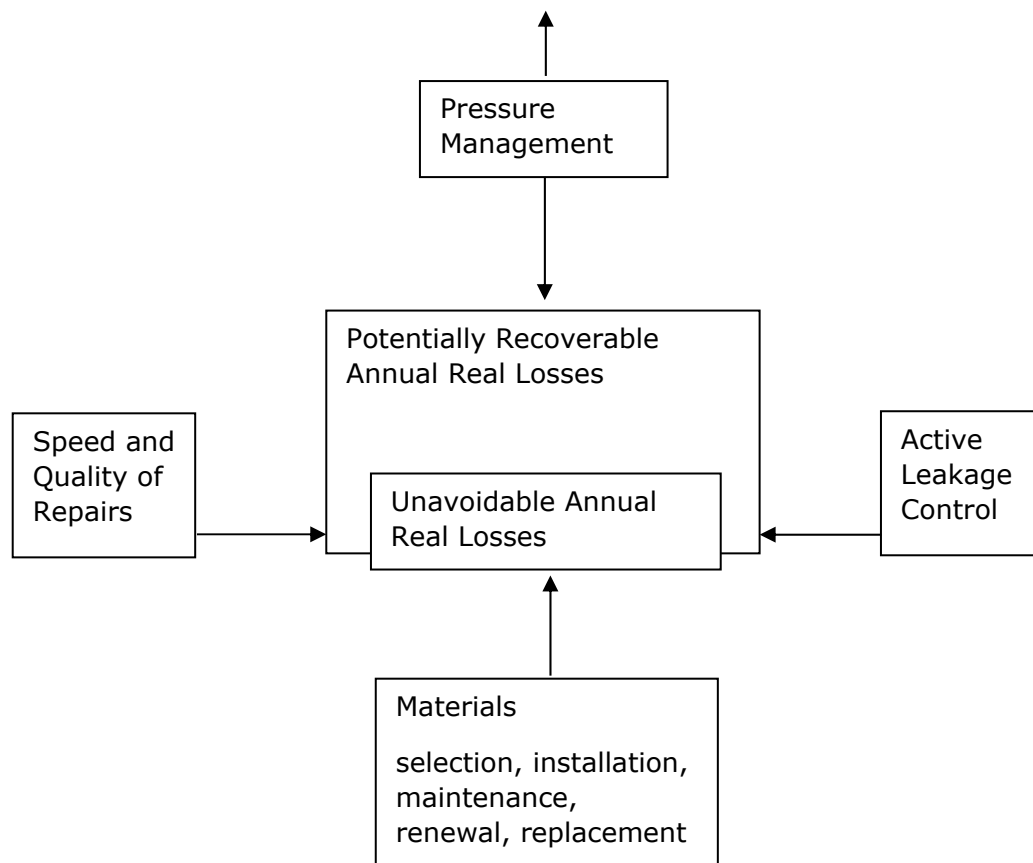 Pressure
Management
Potentially Recoverable
Annual Real Losses
Speed and
Quality of
Repairs
Active
Leakage
Control
Unavoidable Annual
Real Losses
Materials
selection, installation,
maintenance,
renewal, replacement